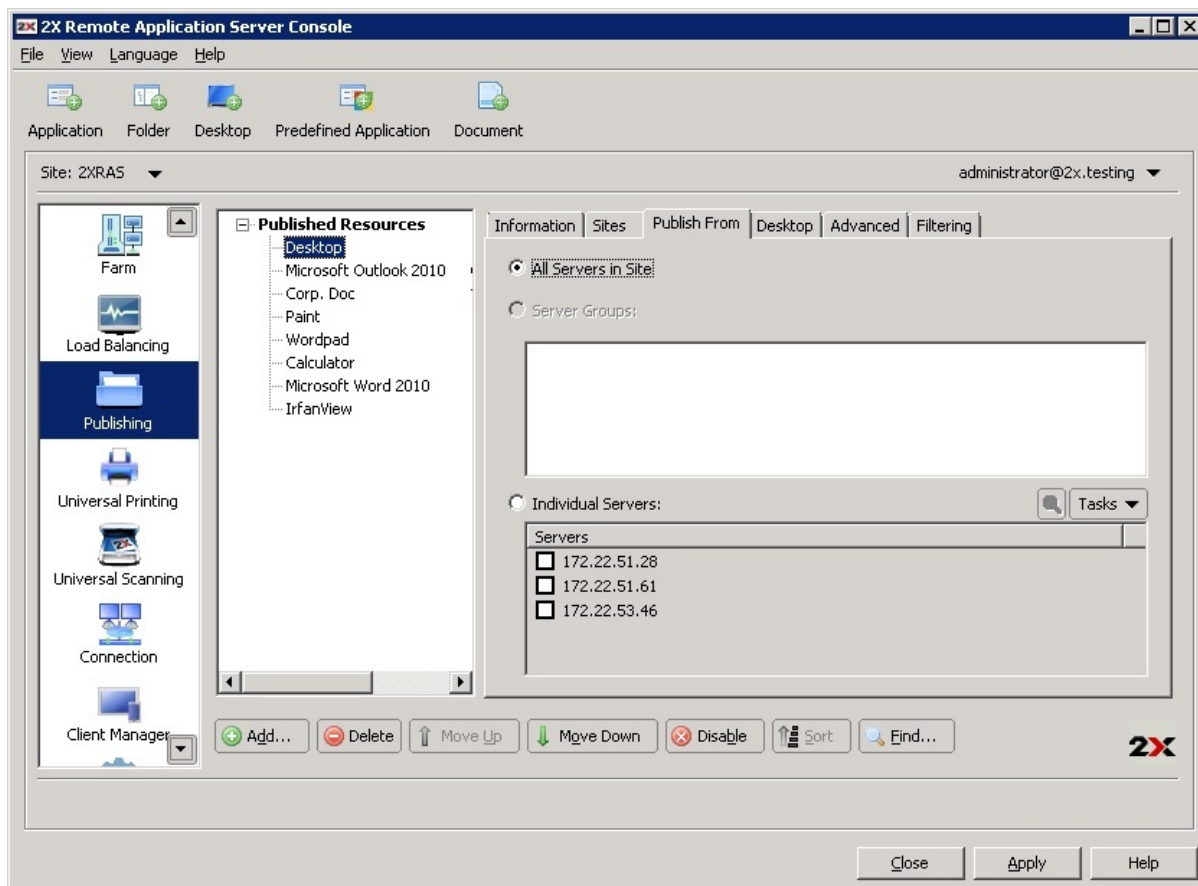 2X 2X Remote Application Server Console
File View Language Help
Application Folder Desktop Predefined Application Document
Site: 2XRAS administrator@2x.testing
Farm
Load Balancing
Publishing
Universal Printing
Universal Scanning
Connection
Client Manager
Published Resources
Desktop
Microsoft Outlook 2010
Corp. Doc
Paint
Wordpad
Calculator
Microsoft Word 2010
IrfanView
Information Sites Publish From Desktop Advanced Filtering
All Servers in Site
Server Groups:
Individual Servers: Tasks
Servers
172.22.51.28
172.22.51.61
172.22.53.46
Add... Delete Move Up Move Down Disable Sort Find...
2X
Close Apply Help